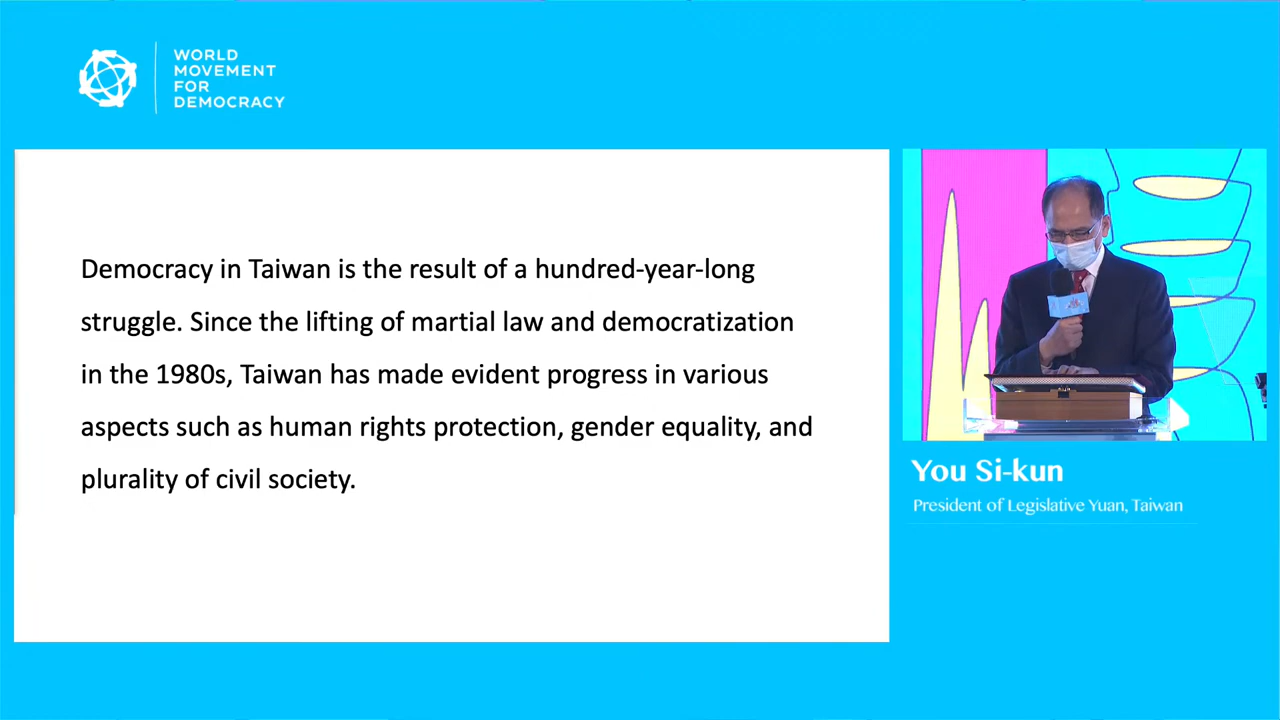 WORLD
MOVEMENT
FOR
DEMOCRACY
Democracy in Taiwan is the result of a hundred-year-long
struggle. Since the lifting of martial law and democratization
in the 1980s, Taiwan has made evident progress in various
aspects such as human rights protection, gender equality, and
plurality of civil society.
You Si-kun
President of Legislative Yuan, Taiwan